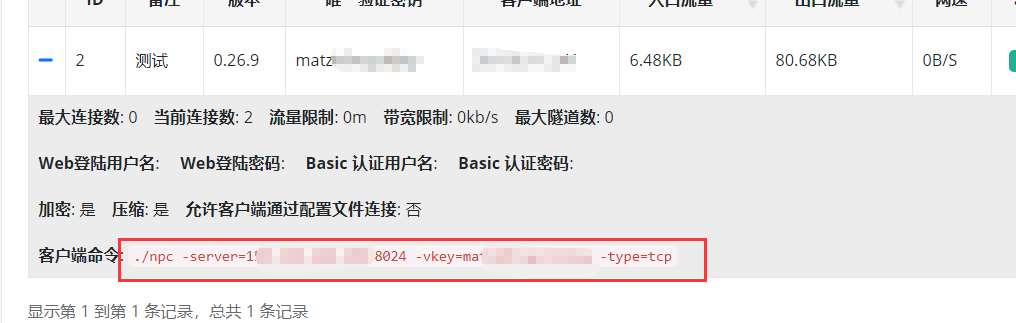 ID 备注 版本 唯一验证密钥 客户端地址 入口流量 出口流量 网速
2 测试 0.26.9 matz 6.48KB 80.68KB 0B/S
最大连接数: 0 当前连接数: 2 流量限制: 0m 带宽限制: 0kb/s 最大隧道数: 0
Web登陆用户名: Web登陆密码: Basic 认证用户名: Basic 认证密码:
加密: 是 压缩: 是 允许客户端通过配置文件连接: 否
客户端命令: ./npc -server=15 8024 -vkey=mat -type=tcp
显示第 1 到第 1 条记录，总共 1 条记录